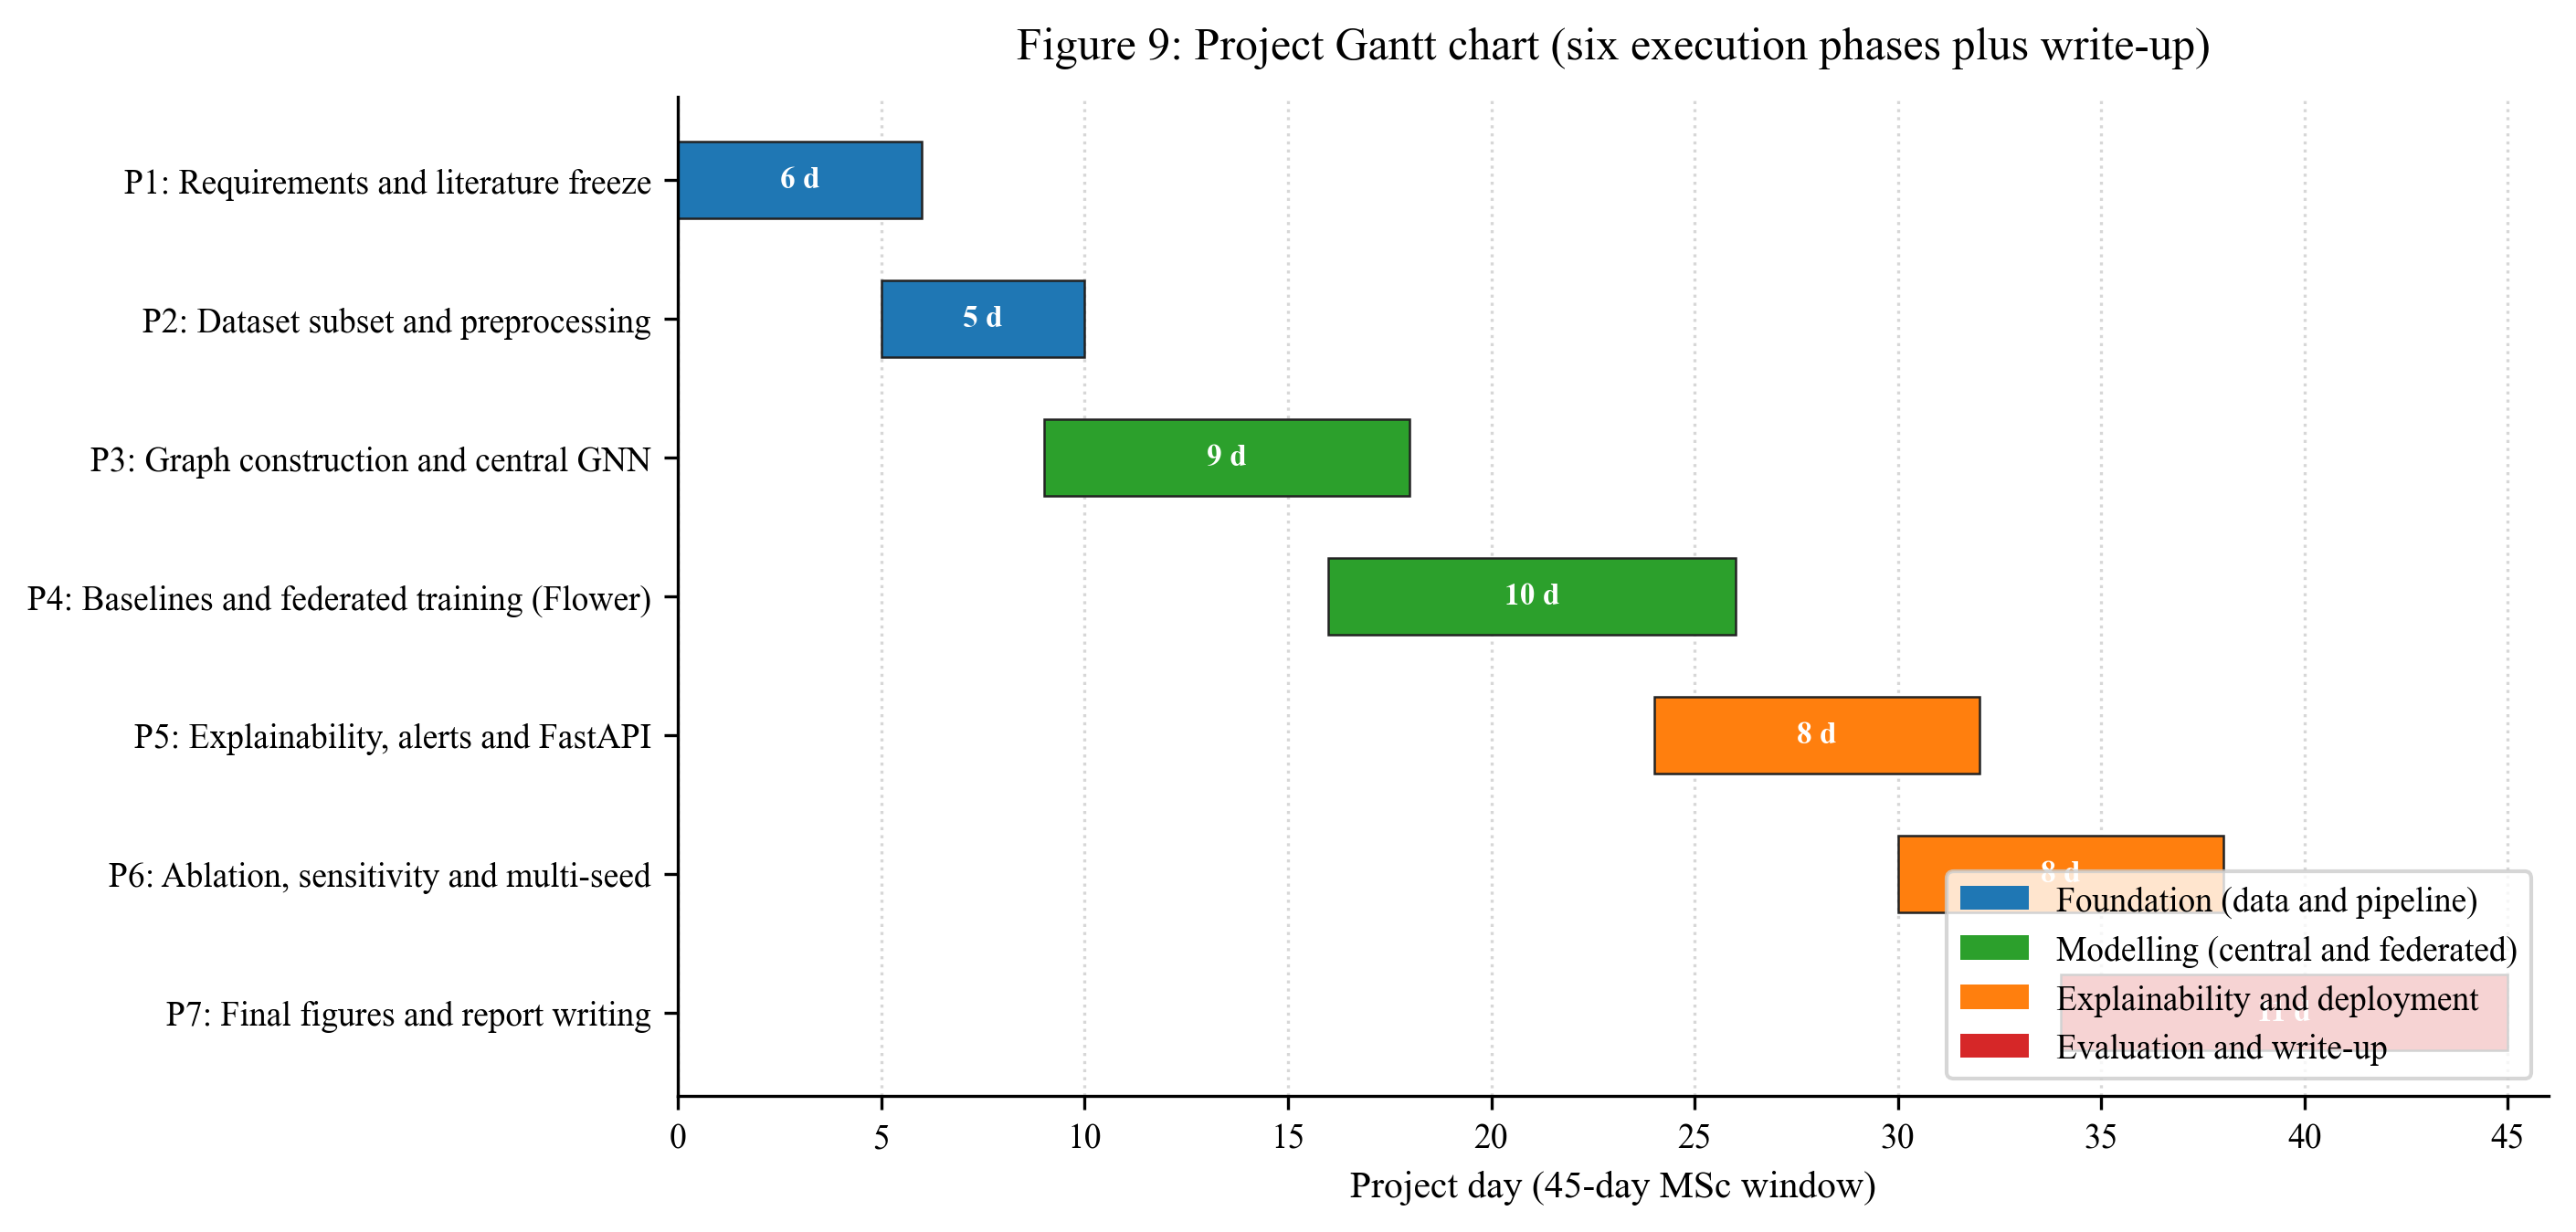 Figure 9: Project Gantt chart (six execution phases plus write-up)
P1: Requirements and literature freeze
6 d
P2: Dataset subset and preprocessing
5 d
P3: Graph construction and central GNN
9 d
P4: Baselines and federated training (Flower)
10 d
P5: Explainability, alerts and FastAPI
8 d
P6: Ablation, sensitivity and multi-seed
8 d
P7: Final figures and report writing
11 d
Foundation (data and pipeline)
Modelling (central and federated)
Explainability and deployment
Evaluation and write-up
0 5 10 15 20 25 30 35 40 45
Project day (45-day MSc window)